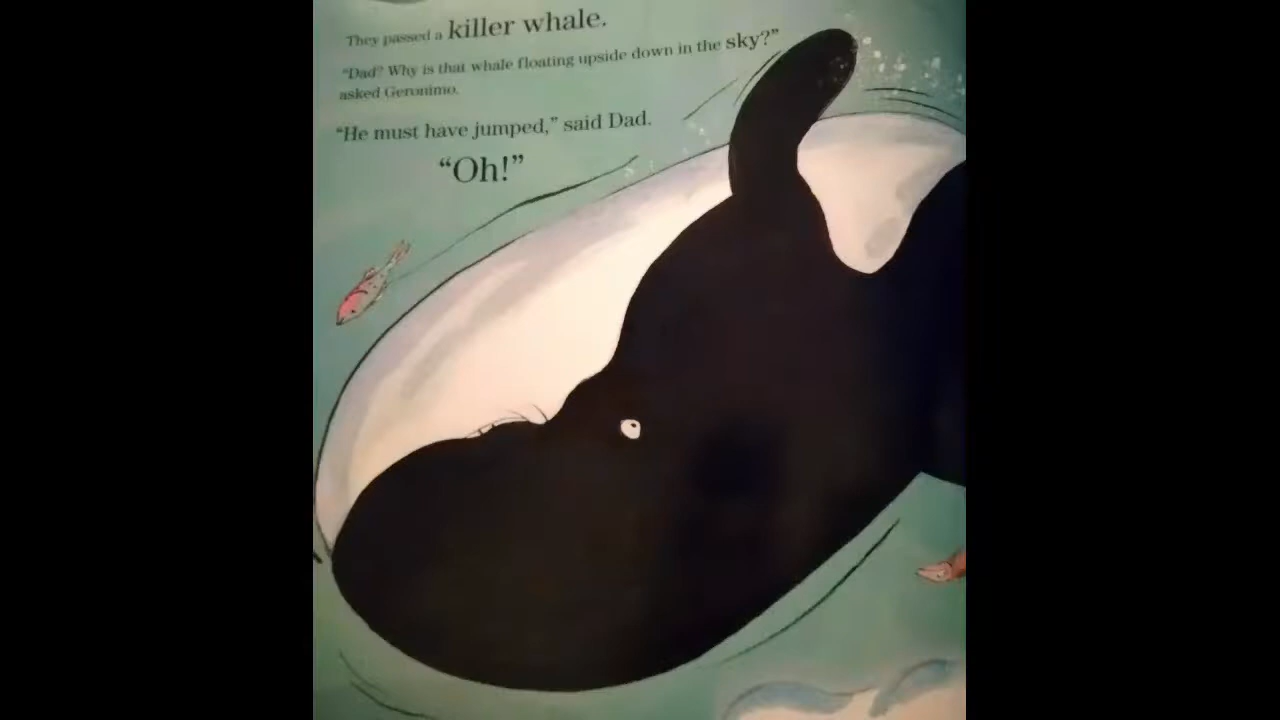 They passed a killer whale.
“Dad? Why is that whale floating upside down in the sky?”
asked Geronimo.
“He must have jumped,” said Dad.
“Oh!”